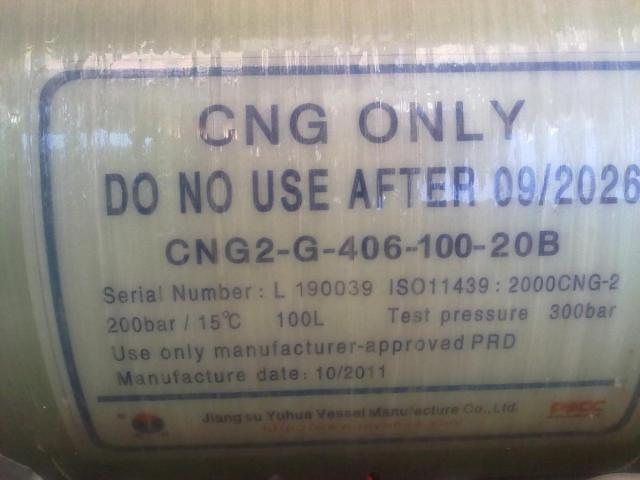 CNG ONLY
DO NO USE AFTER 09/2026
CNG2-G-406-100-20B
Serial Number: L 190039 ISO11439: 2000CNG-2
200bar / 15℃ 100L Test pressure 300bar
Use only manufacturer-approved PRD
Manufacture date: 10/2011
Jiang su Yuhua Vessel Manufacture Co., Ltd.